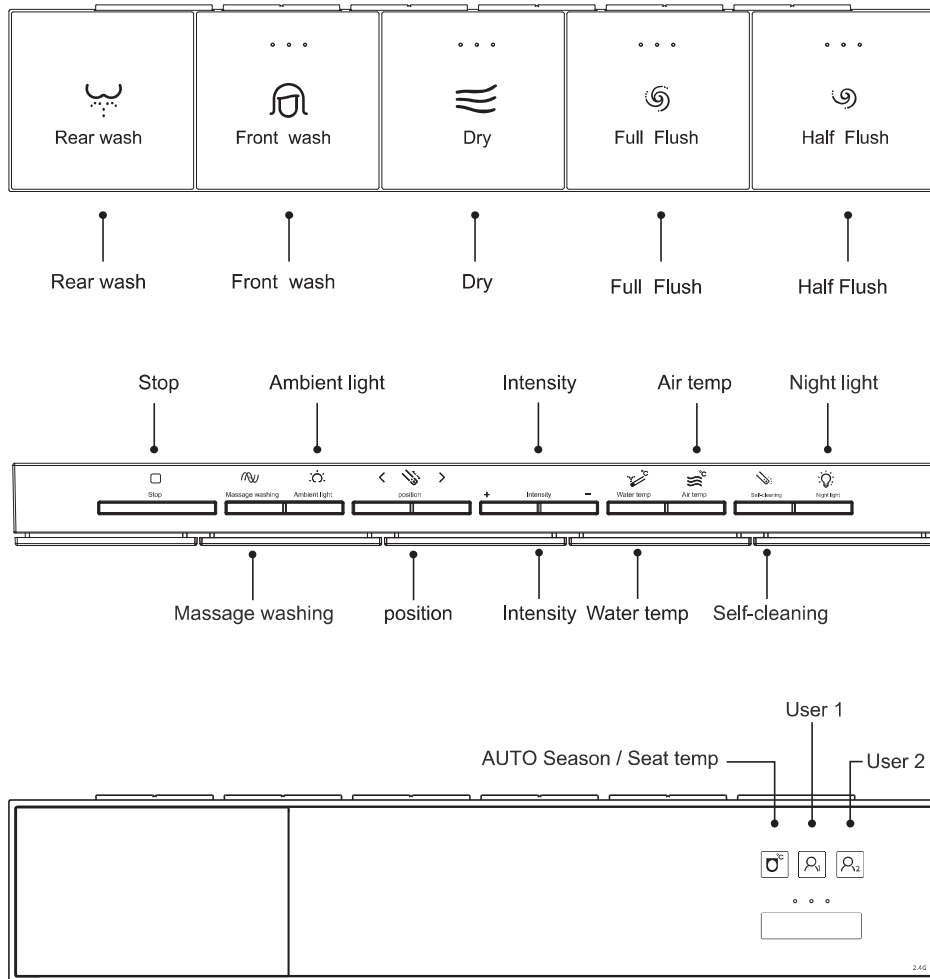 Rear wash Front wash Dry Full Flush Half Flush
Rear wash Front wash Dry Full Flush Half Flush
Stop Ambient light Intensity Air temp Night light
°C °C
< >
Stop Massage washing Ambient light position + Intensity − Water temp Air temp Self-cleaning Night light
Massage washing position Intensity Water temp Self-cleaning
User 1
AUTO Season / Seat temp User 2
°C 1 2
2.4G